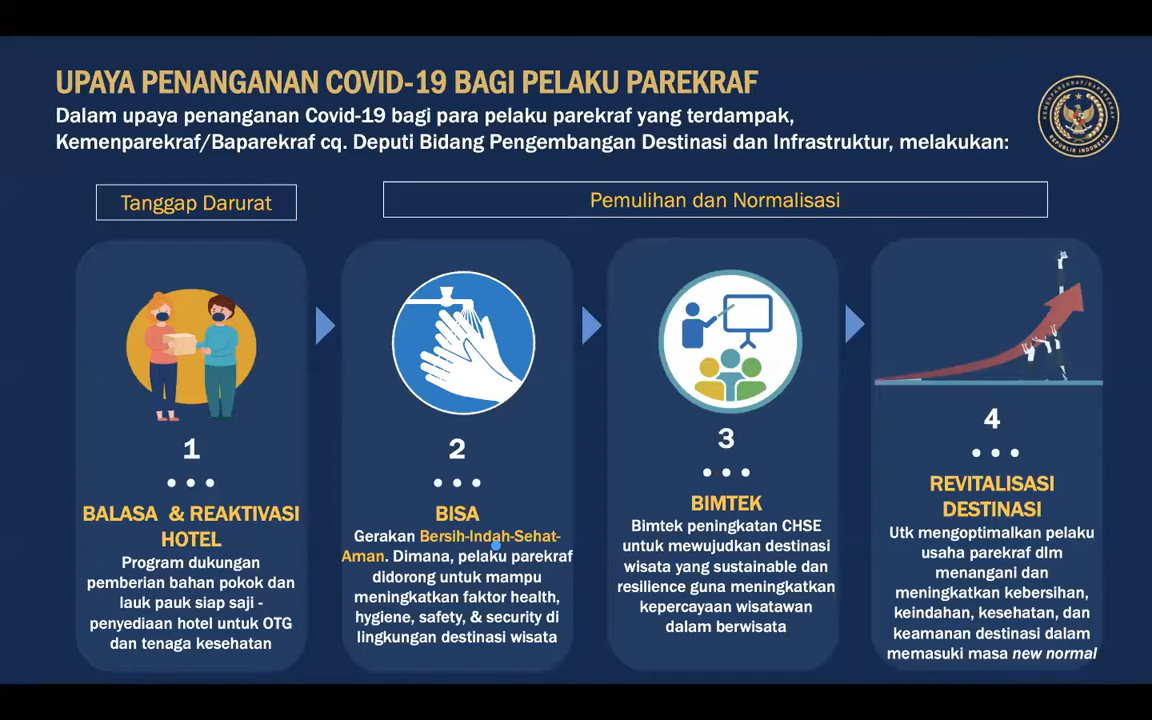 UPAYA PENANGANAN COVID-19 BAGI PELAKU PAREKRAF
Dalam upaya penanganan Covid-19 bagi para pelaku parekraf yang terdampak,
Kemenparekraf/Baparekraf cq. Deputi Bidang Pengembangan Destinasi dan Infrastruktur, melakukan:
KEMENPAREKRAF/BAPAREKRAF
REPUBLIK INDONESIA
Tanggap Darurat
Pemulihan dan Normalisasi
1
BALASA & REAKTIVASI
HOTEL
Program dukungan
pemberian bahan pokok dan
lauk pauk siap saji -
penyediaan hotel untuk OTG
dan tenaga kesehatan
2
BISA
Gerakan Bersih-Indah-Sehat-
Aman. Dimana, pelaku parekraf
didorong untuk mampu
meningkatkan faktor health,
hygiene, safety, & security di
lingkungan destinasi wisata
3
BIMTEK
Bimtek peningkatan CHSE
untuk mewujudkan destinasi
wisata yang sustainable dan
resilience guna meningkatkan
kepercayaan wisatawan
dalam berwisata
4
REVITALISASI
DESTINASI
Utk mengoptimalkan pelaku
usaha parekraf dlm
menangani dan
meningkatkan kebersihan,
keindahan, kesehatan, dan
keamanan destinasi dalam
memasuki masa new normal